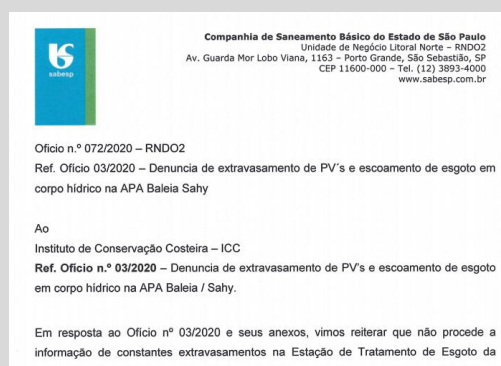 sabesp
Companhia de Saneamento Básico do Estado de São Paulo
Unidade de Negócio Litoral Norte – RNDO2
Av. Guarda Mor Lobo Viana, 1163 – Porto Grande, São Sebastião, SP
CEP 11600-000 – Tel. (12) 3893-4000
www.sabesp.com.br
Ofício n.º 072/2020 – RNDO2
Ref. Ofício 03/2020 – Denuncia de extravasamento de PV´s e escoamento de esgoto em
corpo hídrico na APA Baleia Sahy
Ao
Instituto de Conservação Costeira – ICC
Ref. Ofício n.º 03/2020 – Denuncia de extravasamento de PV's e escoamento de esgoto
em corpo hídrico na APA Baleia / Sahy.
Em resposta ao Ofício nº 03/2020 e seus anexos, vimos reiterar que não procede a
informação de constantes extravasamentos na Estação de Tratamento de Esgoto da